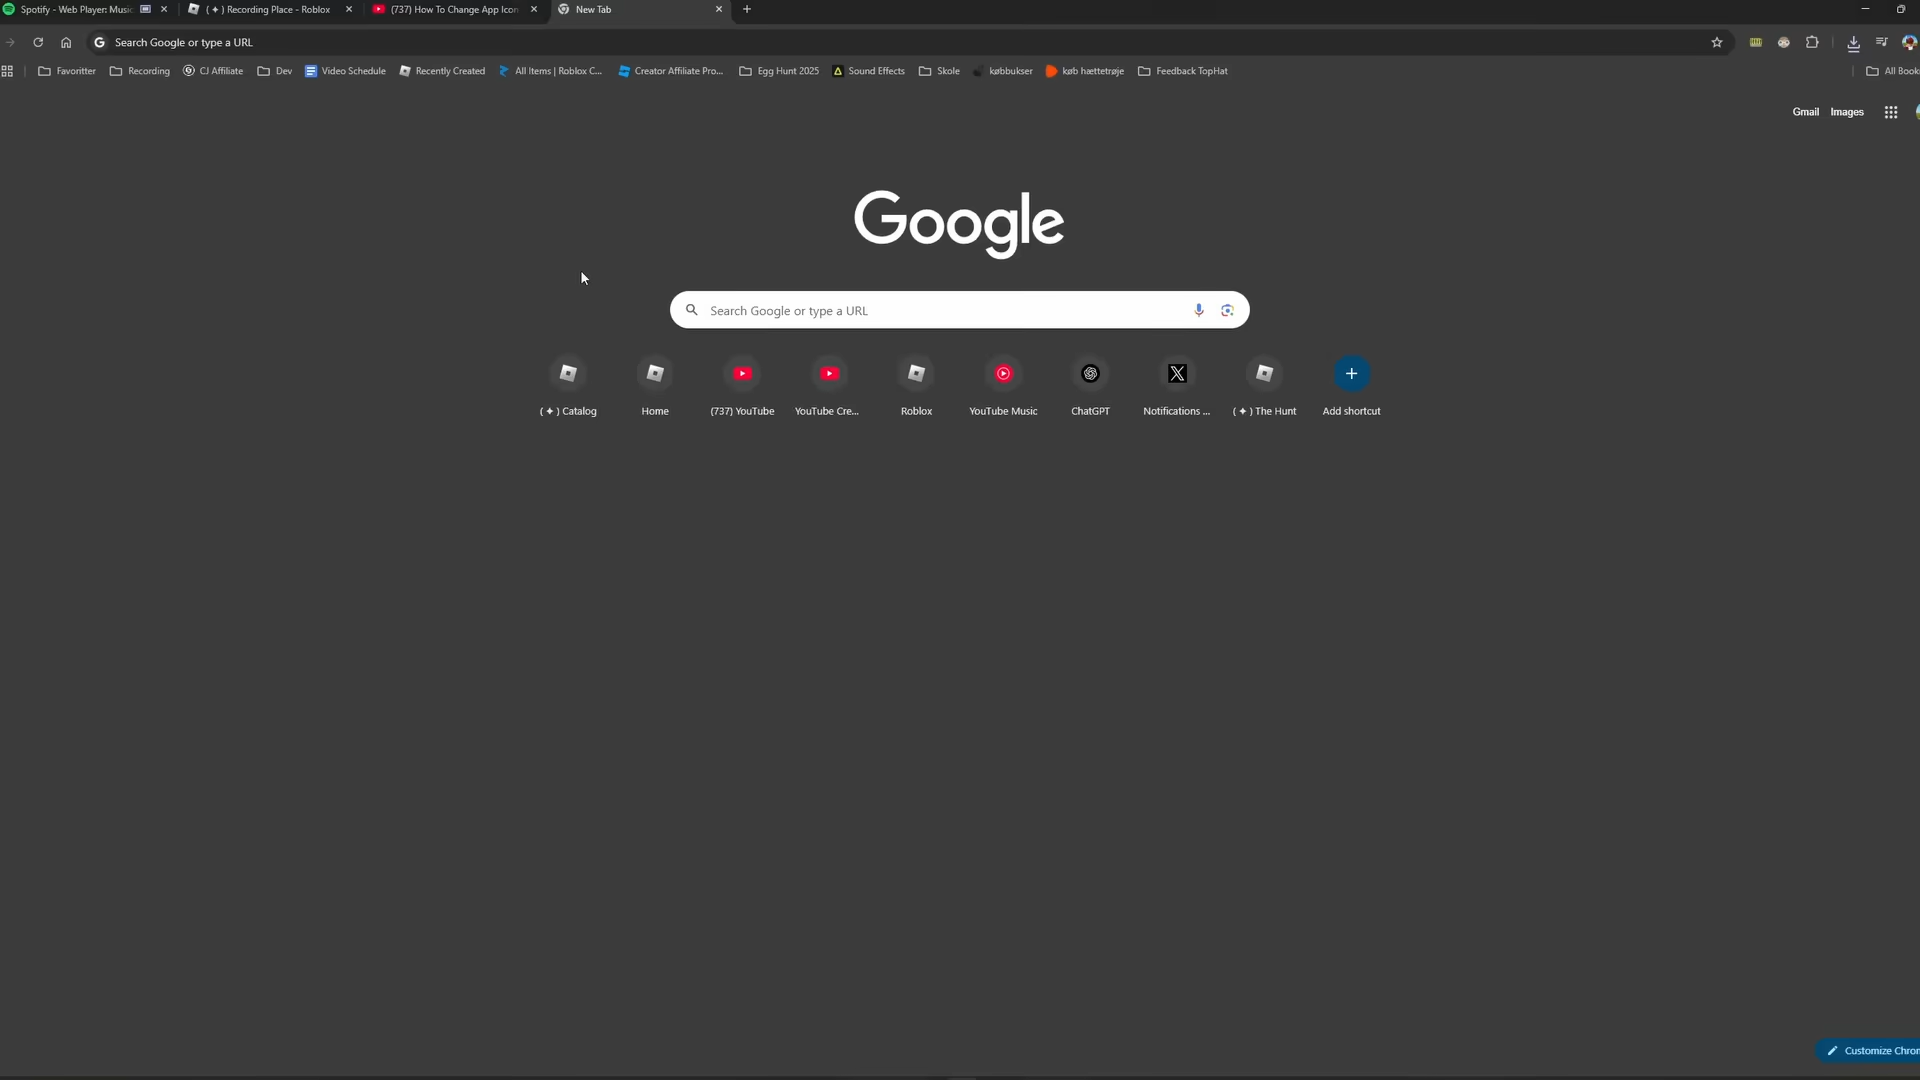 Spotify - Web Player: Music
( ✦ ) Recording Place - Roblox
(737) How To Change App Icon
New Tab
Search Google or type a URL
Favoritter
Recording
CJ Affiliate
Dev
Video Schedule
Recently Created
All Items | Roblox C...
Creator Affiliate Pro...
Egg Hunt 2025
Sound Effects
Skole
købbukser
køb hættetrøje
Feedback TopHat
All Book
Gmail
Images
Google
Search Google or type a URL
( ✦ ) Catalog
Home
(737) YouTube
YouTube Cre...
Roblox
YouTube Music
ChatGPT
Notifications ...
( ✦ ) The Hunt
Add shortcut
Customize Chrom